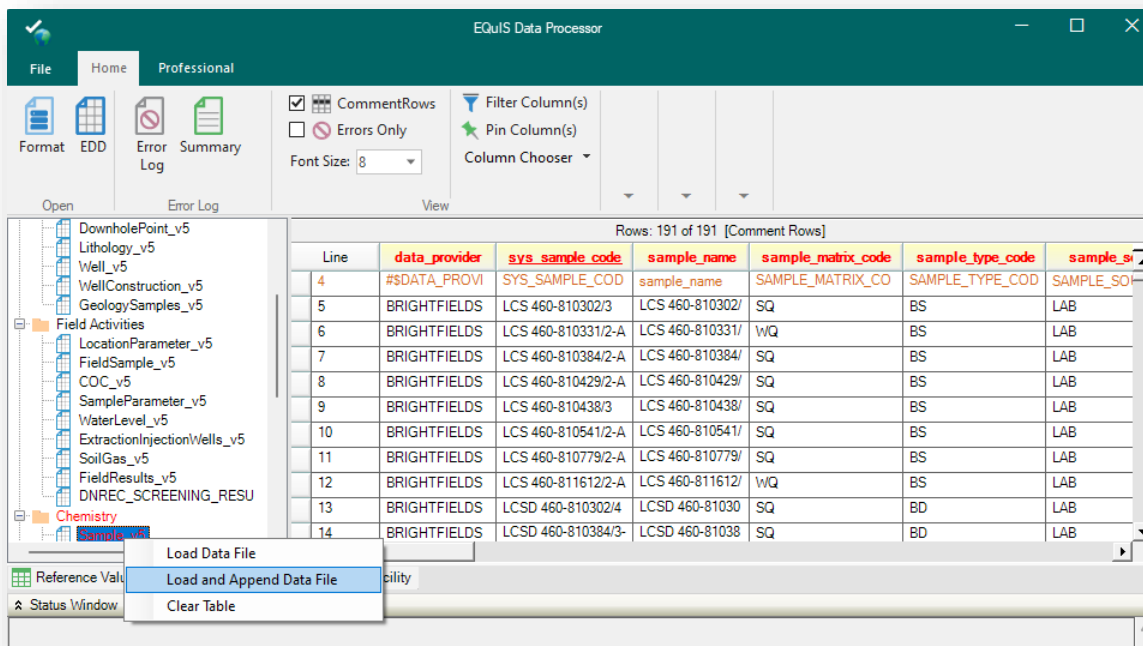 EQuIS Data Processor
File Home Professional
CommentRows
Errors Only
Font Size: 8
Filter Column(s)
Pin Column(s)
Column Chooser
Format EDD Error Log Summary
Open Error Log View
DownholePoint_v5
Lithology_v5
Well_v5
WellConstruction_v5
GeologySamples_v5
Field Activities
LocationParameter_v5
FieldSample_v5
COC_v5
SampleParameter_v5
WaterLevel_v5
ExtractionInjectionWells_v5
SoilGas_v5
FieldResults_v5
DNREC_SCREENING_RESU
Chemistry
Sample_v5
Rows: 191 of 191 [Comment Rows]
Line data_provider sys_sample_code sample_name sample_matrix_code sample_type_code sample_s
4 #$DATA_PROVI SYS_SAMPLE_COD sample_name SAMPLE_MATRIX_CO SAMPLE_TYPE_COD SAMPLE_SOU
5 BRIGHTFIELDS LCS 460-810302/3 LCS 460-810302/ SQ BS LAB
6 BRIGHTFIELDS LCS 460-810331/2-A LCS 460-810331/ WQ BS LAB
7 BRIGHTFIELDS LCS 460-810384/2-A LCS 460-810384/ SQ BS LAB
8 BRIGHTFIELDS LCS 460-810429/2-A LCS 460-810429/ SQ BS LAB
9 BRIGHTFIELDS LCS 460-810438/3 LCS 460-810438/ SQ BS LAB
10 BRIGHTFIELDS LCS 460-810541/2-A LCS 460-810541/ SQ BS LAB
11 BRIGHTFIELDS LCS 460-810779/2-A LCS 460-810779/ SQ BS LAB
12 BRIGHTFIELDS LCS 460-811612/2-A LCS 460-811612/ WQ BS LAB
13 BRIGHTFIELDS LCSD 460-810302/4 LCSD 460-81030 SQ BD LAB
14 BRIGHTFIELDS LCSD 460-810384/3- LCSD 460-81038 SQ BD LAB
Load Data File
Load and Append Data File
Clear Table
Reference Valu cility
Status Window